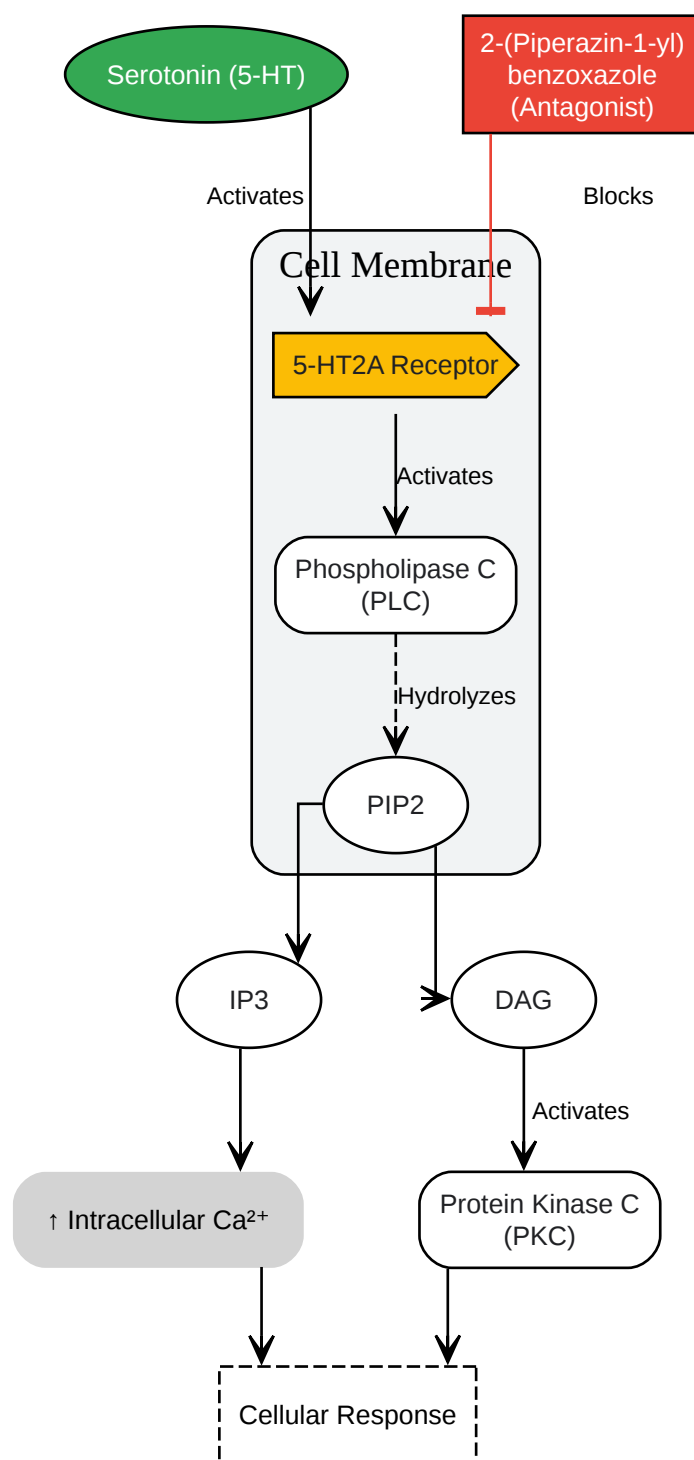 Serotonin (5-HT)
2-(Piperazin-1-yl)
benzoxazole
(Antagonist)
Activates
Blocks
Cell Membrane
5-HT2A Receptor
Activates
Phospholipase C
(PLC)
Hydrolyzes
PIP2
IP3
DAG
Activates
↑ Intracellular Ca²⁺
Protein Kinase C
(PKC)
Cellular Response